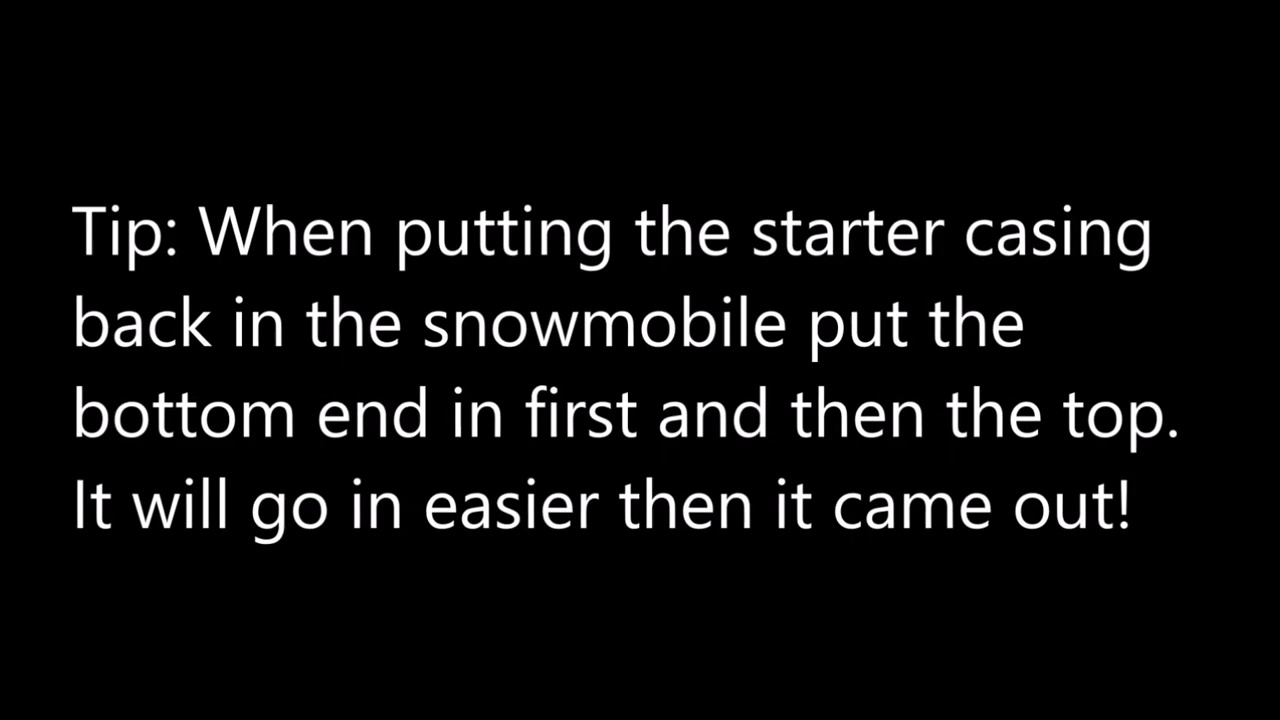 Tip: When putting the starter casing
back in the snowmobile put the
bottom end in first and then the top.
It will go in easier then it came out!